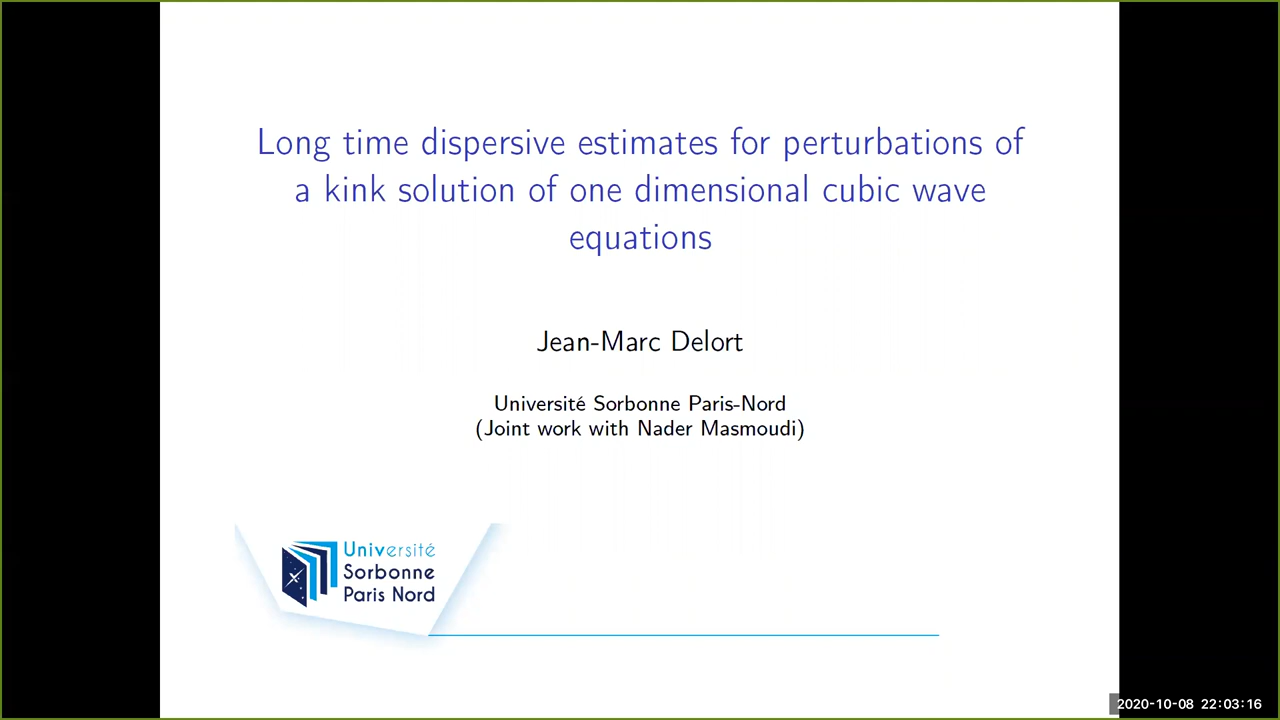 Long time dispersive estimates for perturbations of
a kink solution of one dimensional cubic wave
equations
Jean-Marc Delort
Université Sorbonne Paris-Nord
(Joint work with Nader Masmoudi)
Université
Sorbonne
Paris Nord
2020-10-08 22:03:16